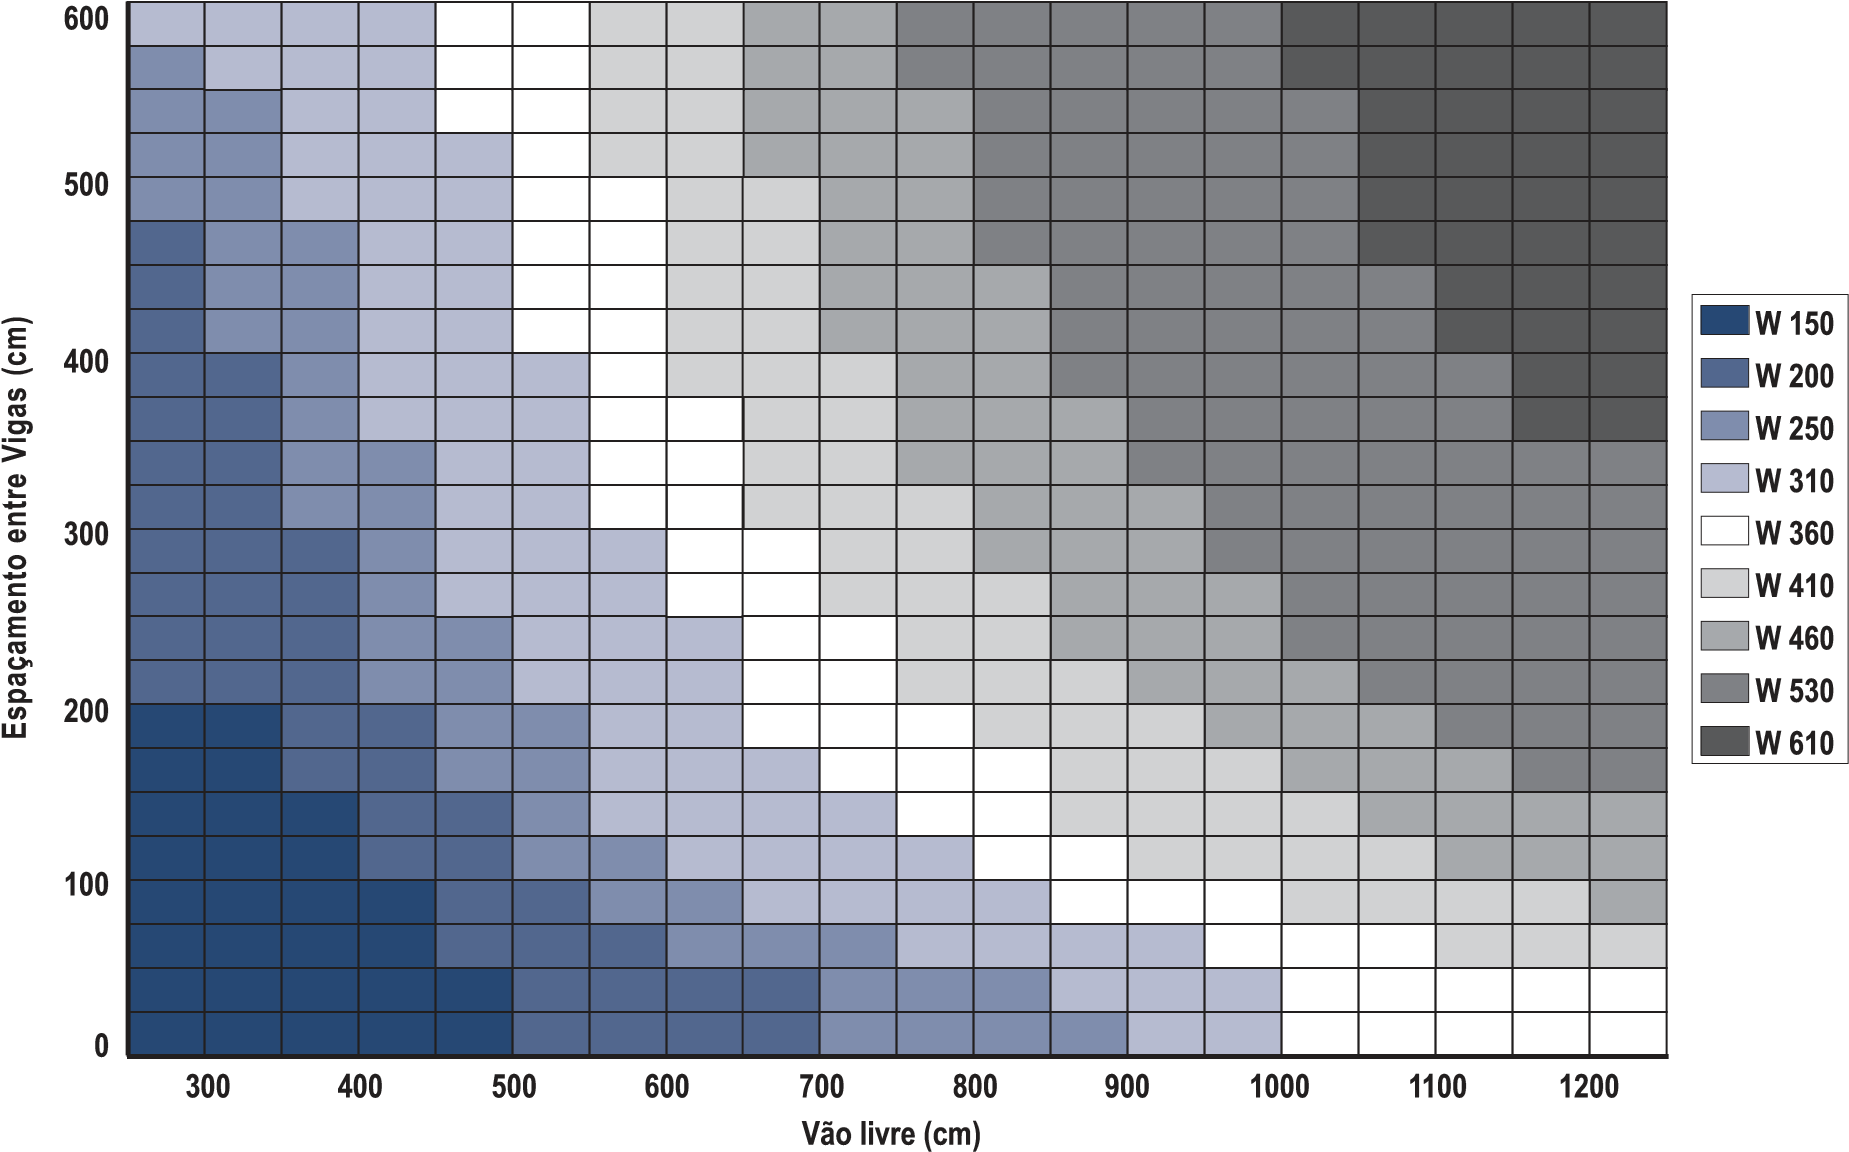 600
500
400
300
200
100
0
Espaçamento entre Vigas (cm)
300 400 500 600 700 800 900 1000 1100 1200
Vão livre (cm)
W 150
W 200
W 250
W 310
W 360
W 410
W 460
W 530
W 610